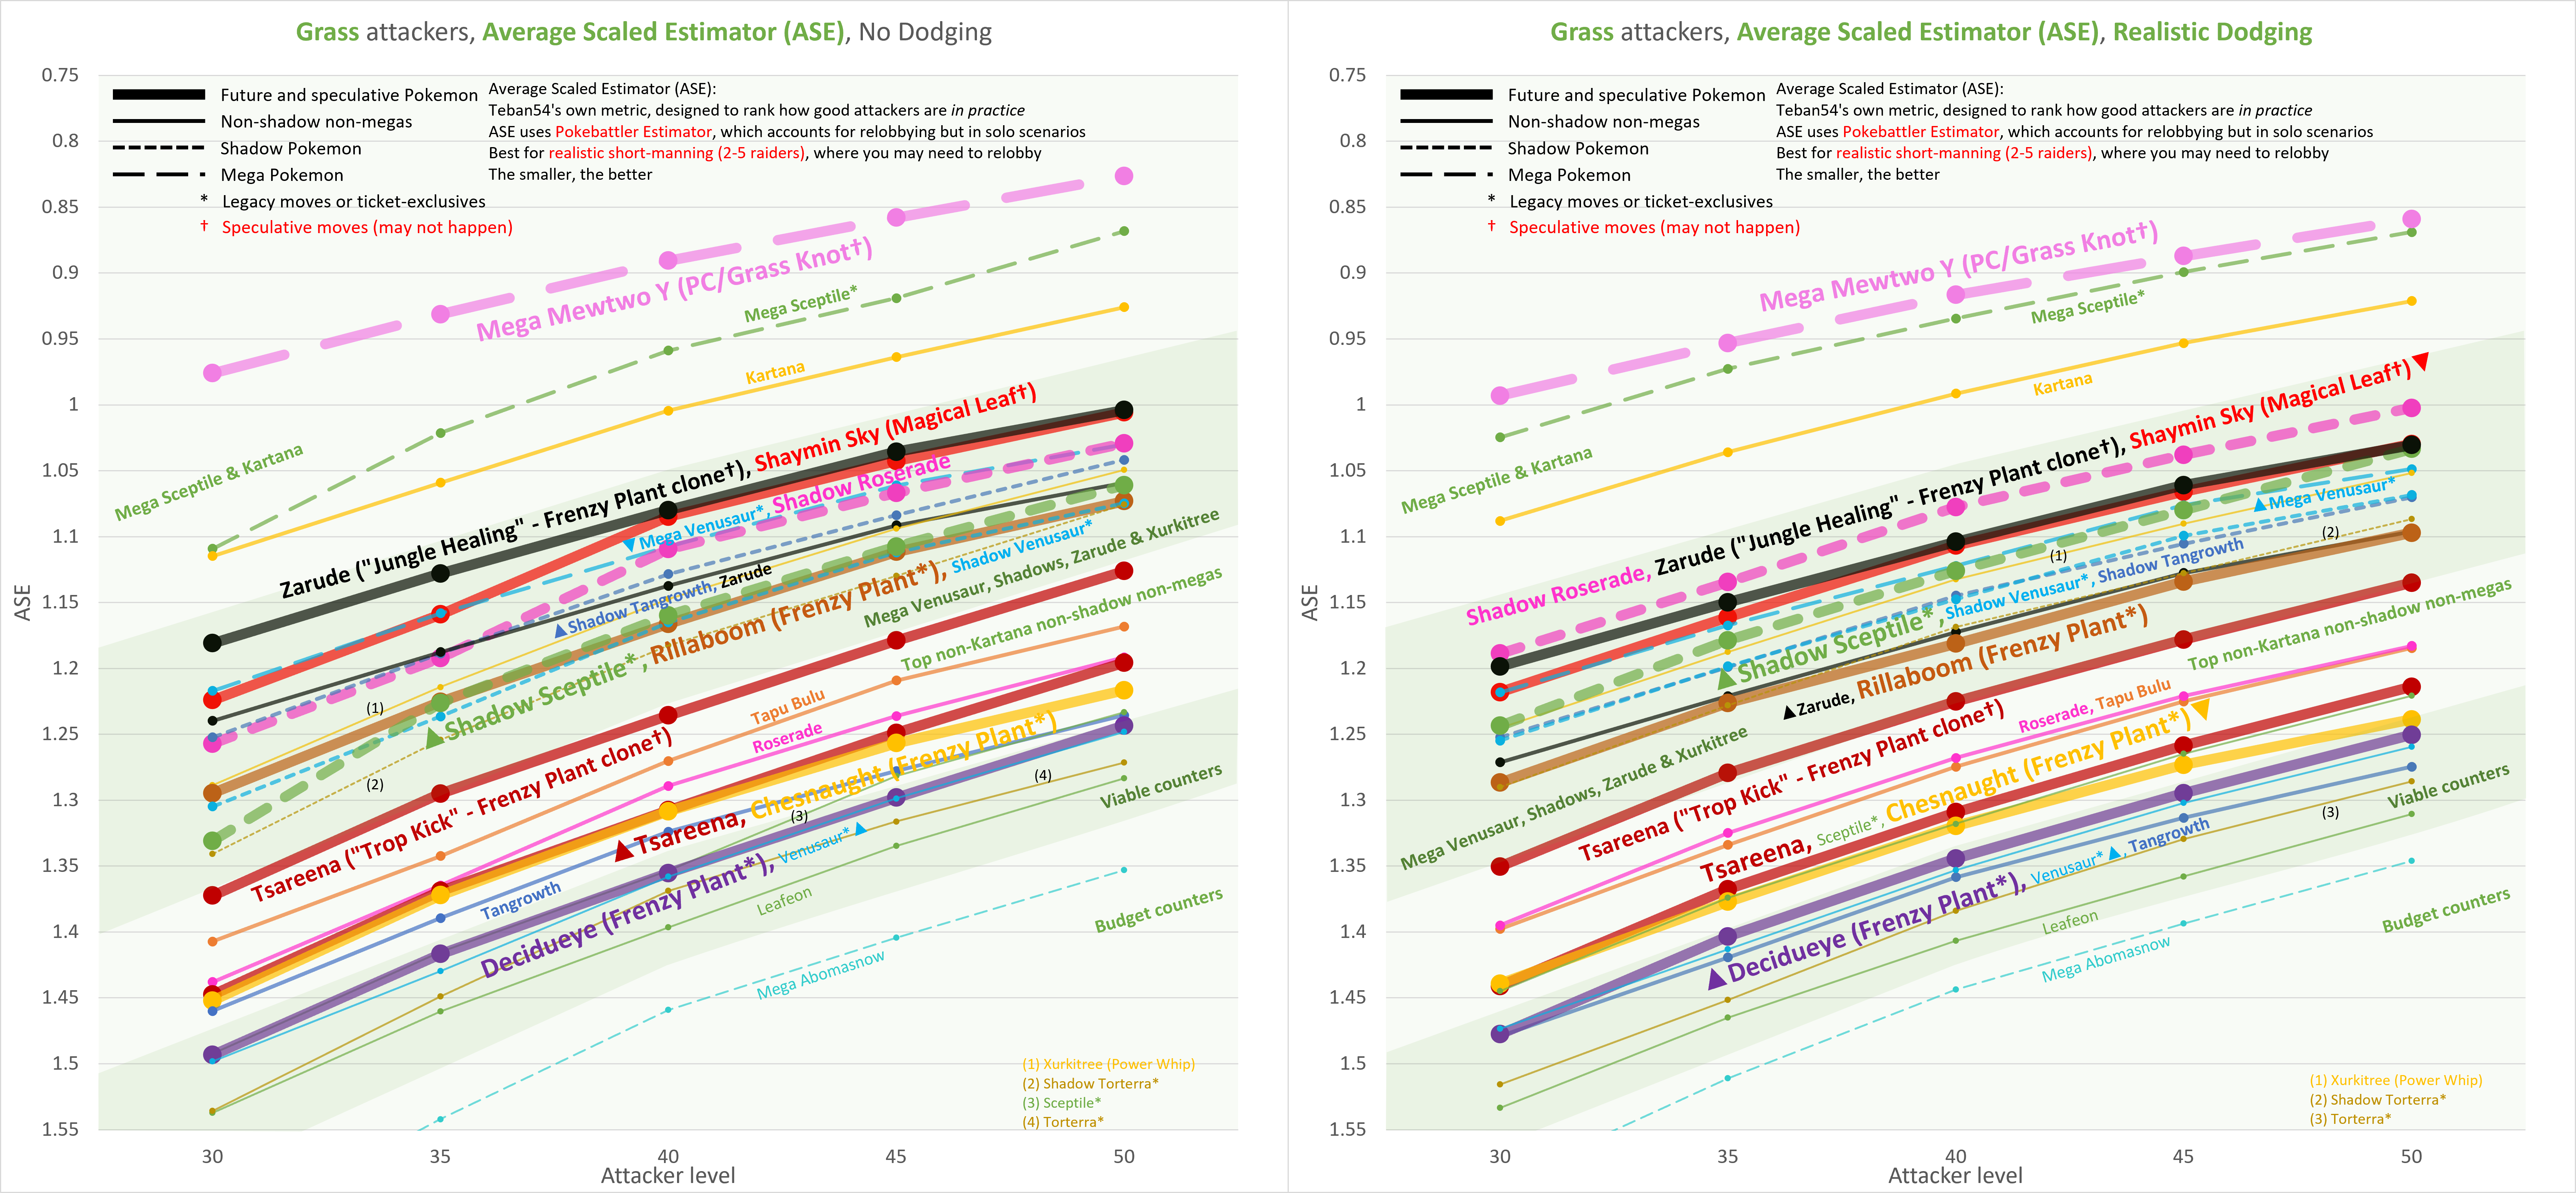 Grass attackers, Average Scaled Estimator (ASE), No Dodging
0.75
0.8
0.85
0.9
0.95
1
1.05
1.1
1.15
1.2
1.25
1.3
1.35
1.4
1.45
1.5
1.55
ASE
Future and speculative Pokemon
Non-shadow non-megas
Shadow Pokemon
Mega Pokemon
* Legacy moves or ticket-exclusives
† Speculative moves (may not happen)
Average Scaled Estimator (ASE):
Teban54's own metric, designed to rank how good attackers are in practice
ASE uses Pokebattler Estimator, which accounts for relobbying but in solo scenarios
Best for realistic short-manning (2-5 raiders), where you may need to relobby
The smaller, the better
Mega Mewtwo Y (PC/Grass Knot†)
Mega Sceptile*
Kartana
Mega Sceptile & Kartana
Zarude ("Jungle Healing" - Frenzy Plant clone†), Shaymin Sky (Magical Leaf†)
▼Mega Venusaur*, Shadow Roserade
▲Shadow Tangrowth, Zarude
(1)
▲Shadow Sceptile*, Rillaboom (Frenzy Plant*), Shadow Venusaur*
(2)
Mega Venusaur, Shadows, Zarude & Xurkitree
Top non-Kartana non-shadow non-megas
Tsareena ("Trop Kick" - Frenzy Plant clone†)
Tapu Bulu
Roserade
▲Tsareena, Chesnaught (Frenzy Plant*)
(3)
Tangrowth
Decidueye (Frenzy Plant*), Venusaur*▲
(4)
Leafeon
Viable counters
Mega Abomasnow
Budget counters
(1) Xurkitree (Power Whip)
(2) Shadow Torterra*
(3) Sceptile*
(4) Torterra*
30
35
40
45
50
Attacker level
Grass attackers, Average Scaled Estimator (ASE), Realistic Dodging
0.75
0.8
0.85
0.9
0.95
1
1.05
1.1
1.15
1.2
1.25
1.3
1.35
1.4
1.45
1.5
1.55
ASE
Future and speculative Pokemon
Non-shadow non-megas
Shadow Pokemon
Mega Pokemon
* Legacy moves or ticket-exclusives
† Speculative moves (may not happen)
Average Scaled Estimator (ASE):
Teban54's own metric, designed to rank how good attackers are in practice
ASE uses Pokebattler Estimator, which accounts for relobbying but in solo scenarios
Best for realistic short-manning (2-5 raiders), where you may need to relobby
The smaller, the better
Mega Mewtwo Y (PC/Grass Knot†)
Mega Sceptile*
Kartana
Mega Sceptile & Kartana
Shadow Roserade, Zarude ("Jungle Healing" - Frenzy Plant clone†), Shaymin Sky (Magical Leaf†)▼
▲Mega Venusaur*
(1)
(2)
▲Shadow Sceptile*, Shadow Venusaur*, Shadow Tangrowth
▲Zarude, Rillaboom (Frenzy Plant*)
Mega Venusaur, Shadows, Zarude & Xurkitree
Top non-Kartana non-shadow non-megas
Tsareena ("Trop Kick" - Frenzy Plant clone†)
Roserade, Tapu Bulu
Tsareena, Sceptile*, Chesnaught (Frenzy Plant*)▼
▲Decidueye (Frenzy Plant*), Venusaur*▲, Tangrowth
(3)
Leafeon
Viable counters
Mega Abomasnow
Budget counters
(1) Xurkitree (Power Whip)
(2) Shadow Torterra*
(3) Torterra*
30
35
40
45
50
Attacker level